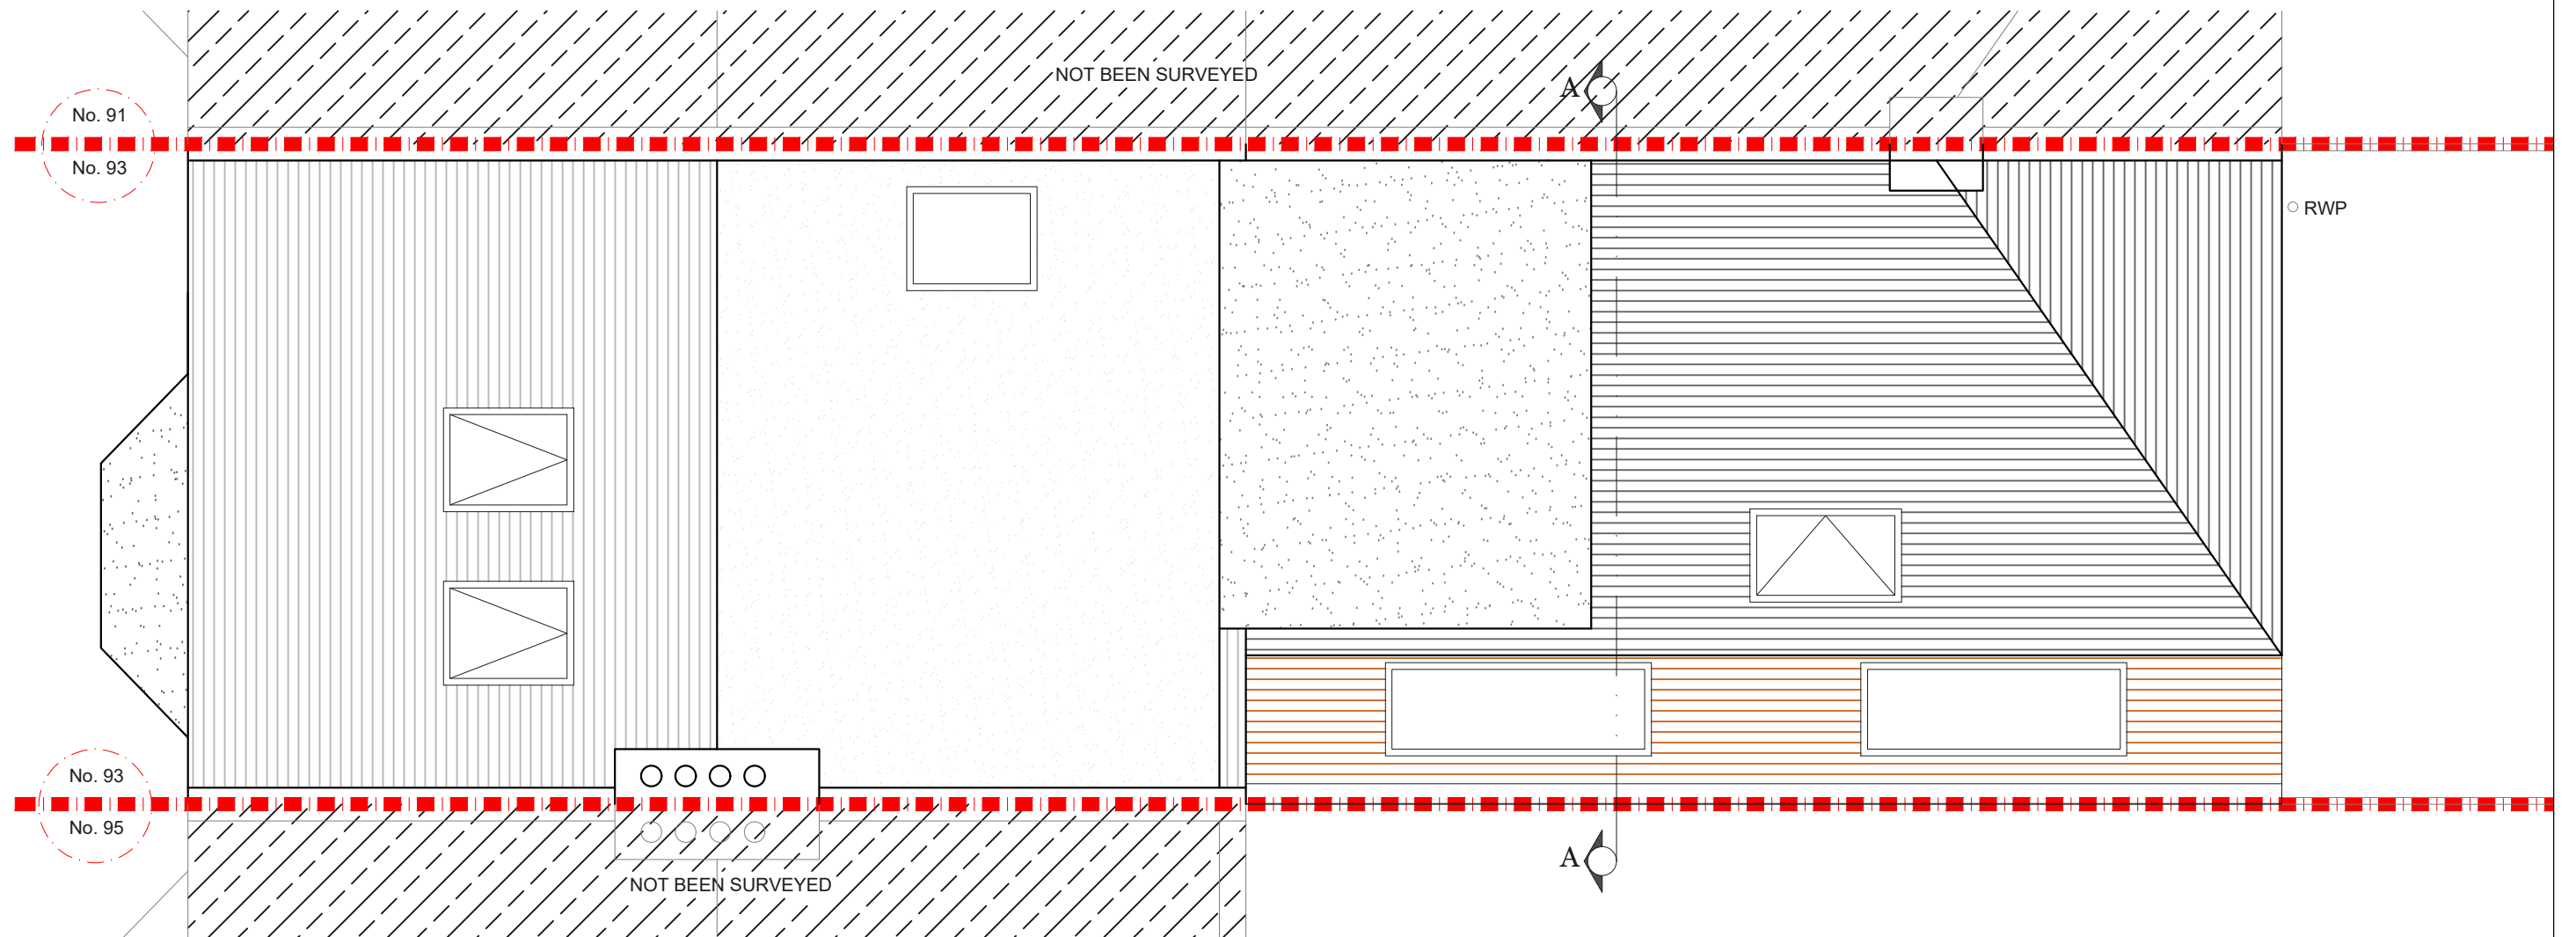 NOT BEEN SURVEYED
A
No. 91
No. 93
RWP
No. 93
No. 95
A
NOT BEEN SURVEYED